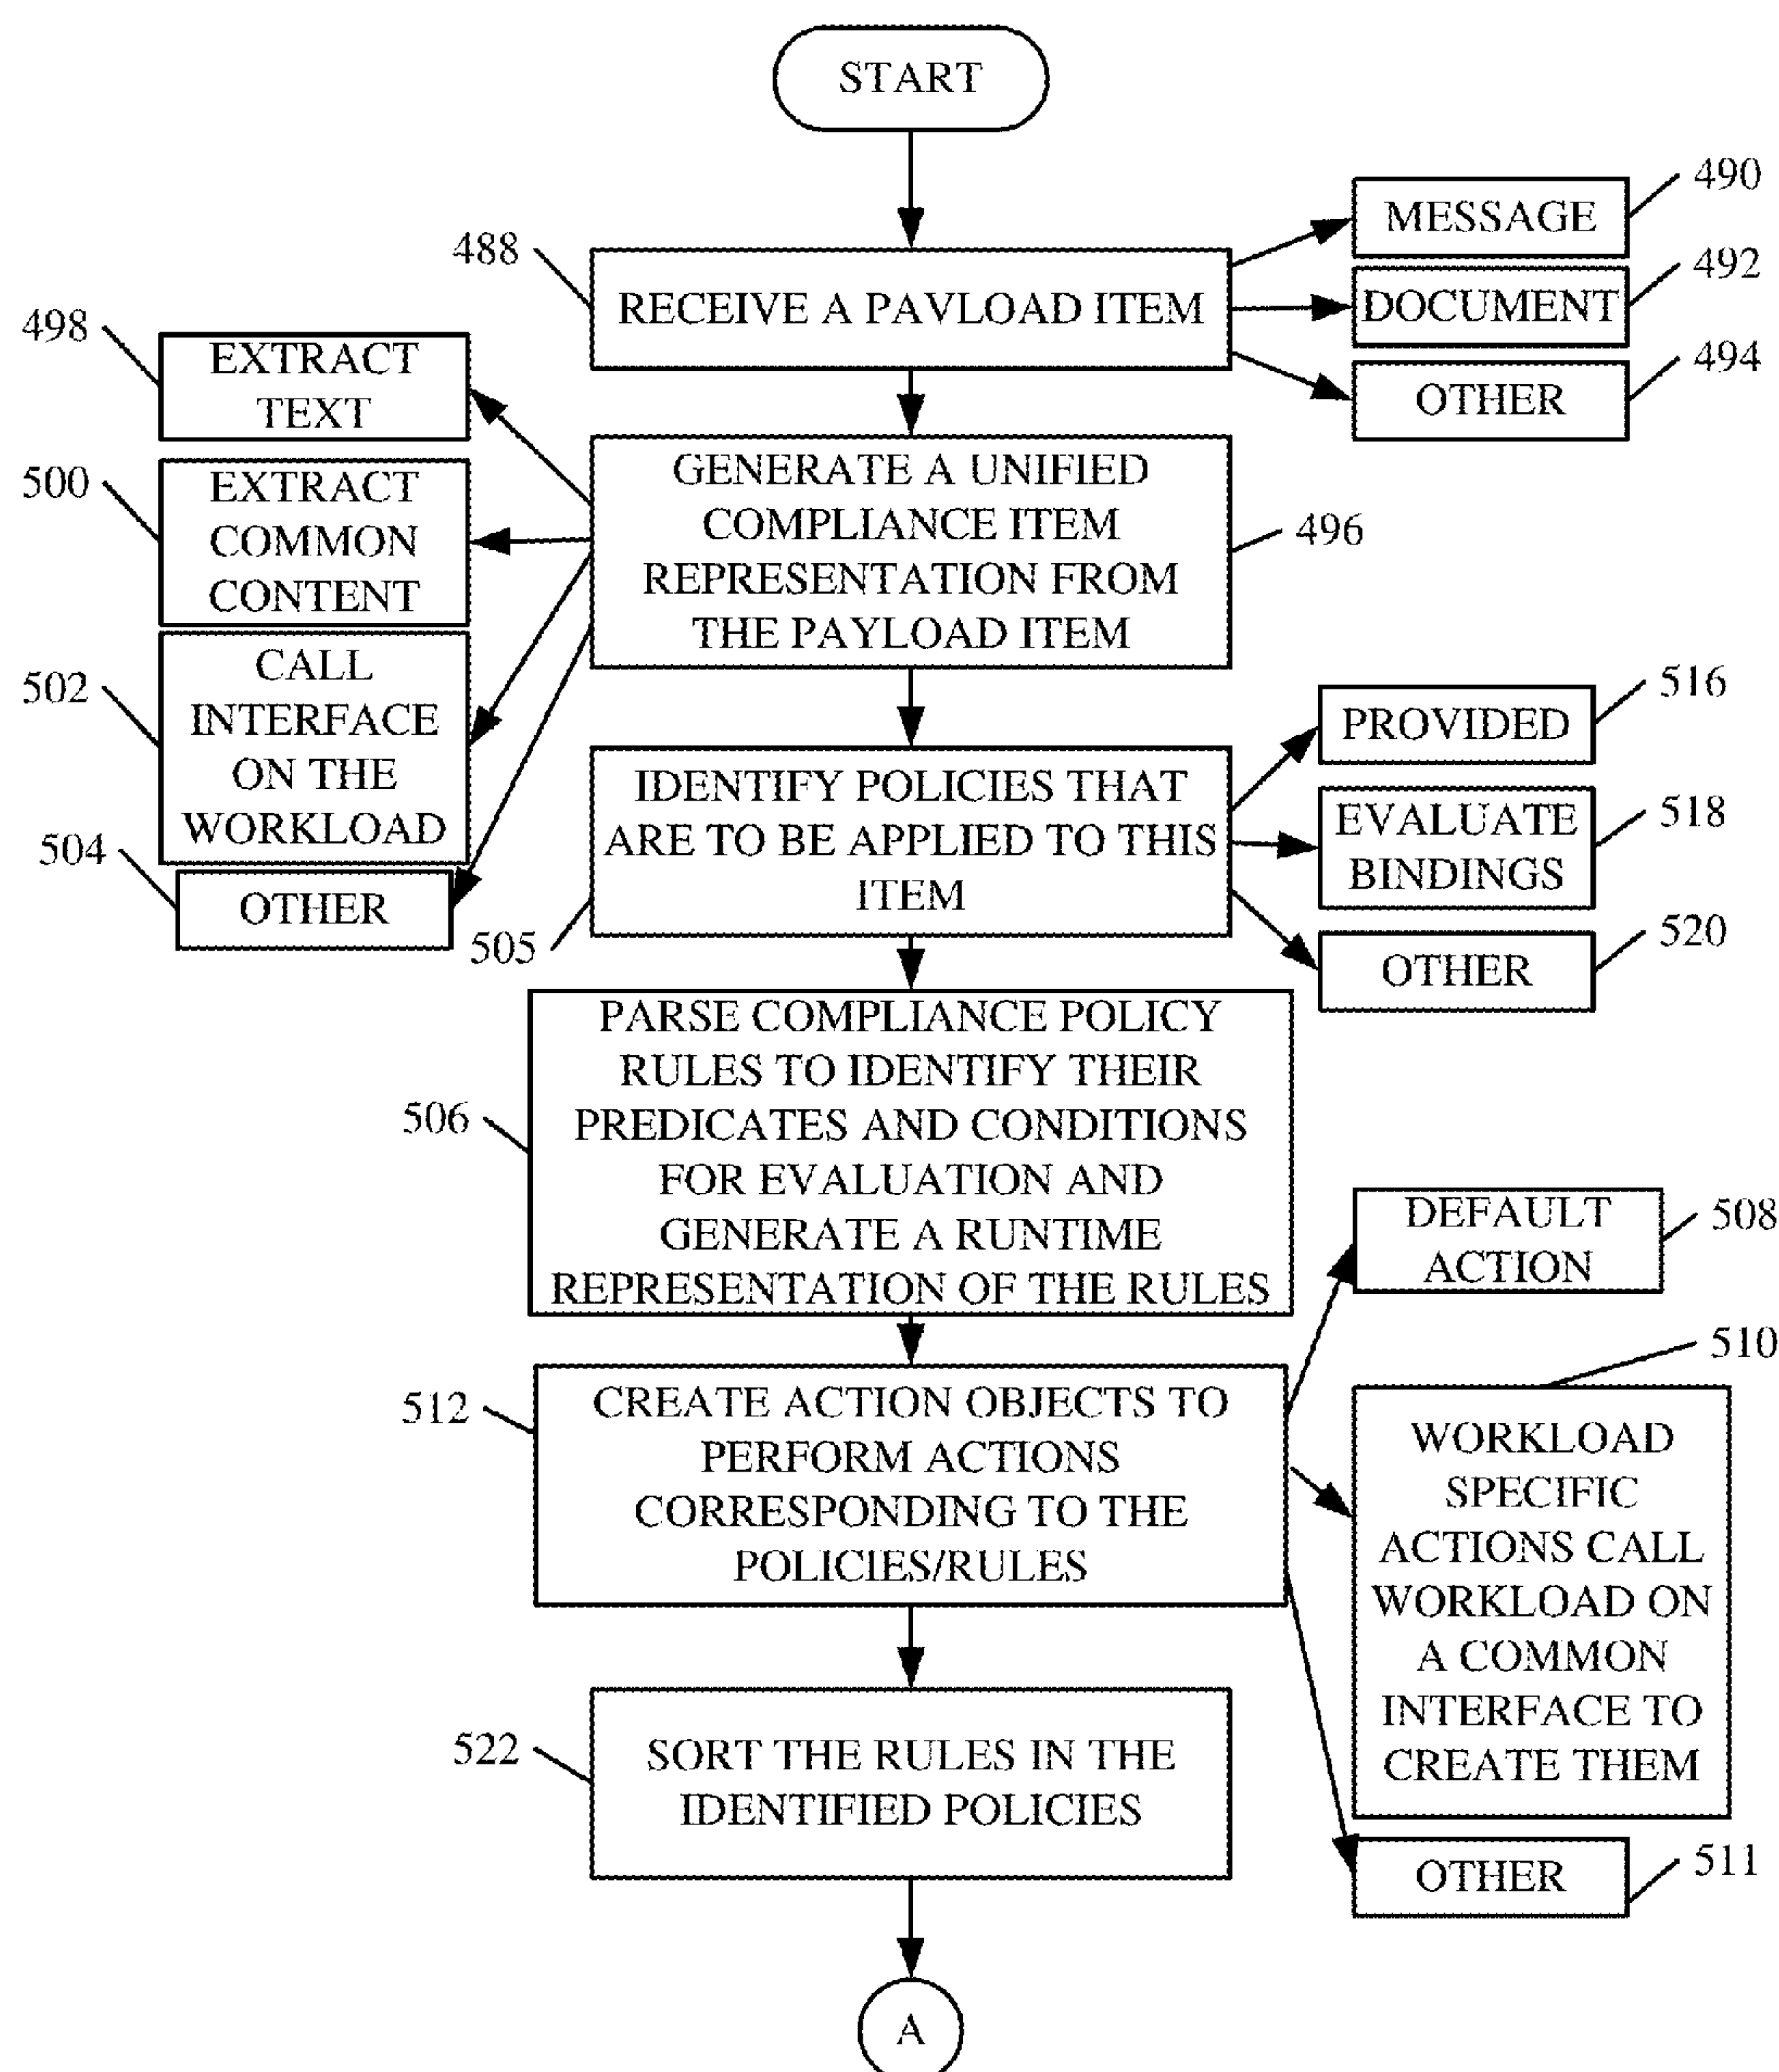 START
490
MESSAGE
488
492
RECEIVE A PAVLOAD ITEM
DOCUMENT
498
494
EXTRACT
TEXT
OTHER
500
EXTRACT
COMMON
CONTENT
GENERATE A UNIFIED
COMPLIANCE ITEM
REPRESENTATION FROM
THE PAYLOAD ITEM
496
502
CALL
INTERFACE
ON THE
WORKLOAD
516
PROVIDED
504
OTHER
505
IDENTIFY POLICIES THAT
ARE TO BE APPLIED TO THIS
ITEM
518
EVALUATE
BINDINGS
520
OTHER
506
PARSE COMPLIANCE POLICY
RULES TO IDENTIFY THEIR
PREDICATES AND CONDITIONS
FOR EVALUATION AND
GENERATE A RUNTIME
REPRESENTATION OF THE RULES
508
DEFAULT
ACTION
510
512
CREATE ACTION OBJECTS TO
PERFORM ACTIONS
CORRESPONDING TO THE
POLICIES/RULES
WORKLOAD
SPECIFIC
ACTIONS CALL
WORKLOAD ON
A COMMON
INTERFACE TO
CREATE THEM
522
SORT THE RULES IN THE
IDENTIFIED POLICIES
511
OTHER
A